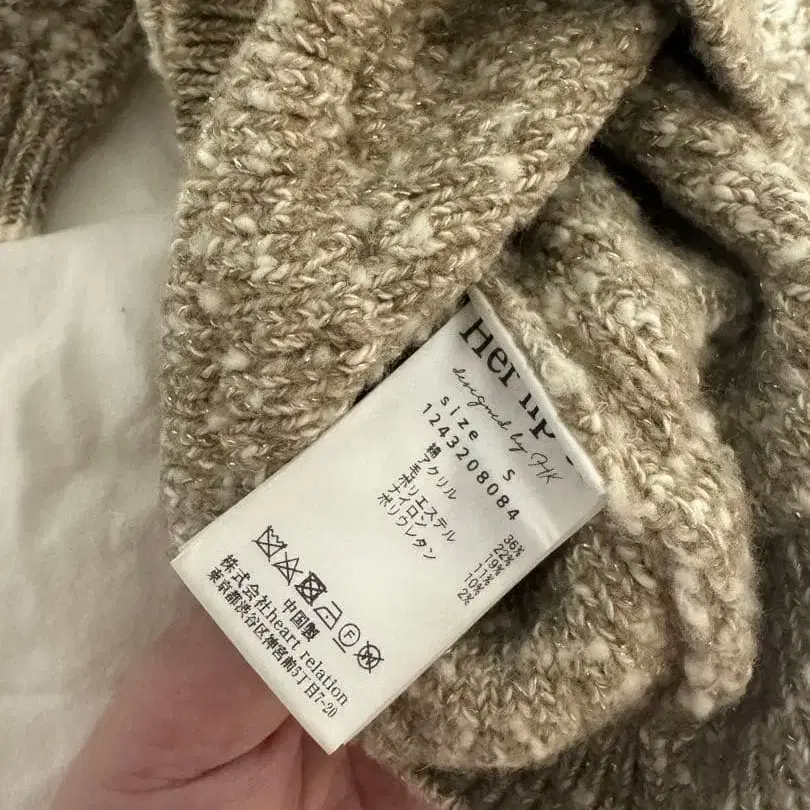 Her lip
designed by HK
size S
1243208084
綿 36%
アクリル 22%
毛 19%
ポリエステル 11%
ナイロン 10%
ポリウレタン 2%
中国製
株式会社heart relation
東京都渋谷区神宮前5丁目7-20